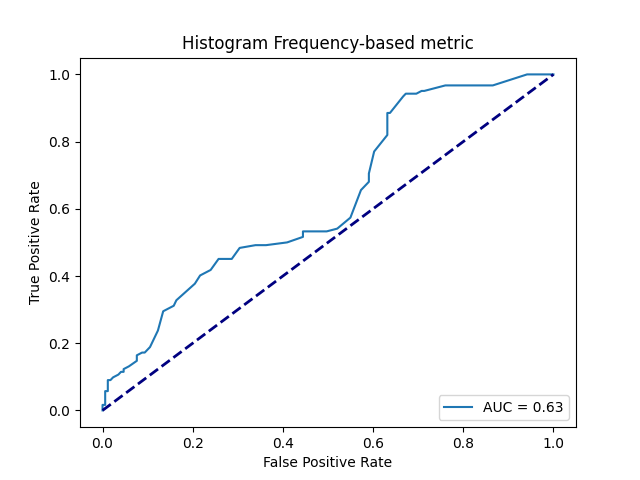 Histogram Frequency-based metric
True Positive Rate
1.0
0.8
0.6
0.4
0.2
0.0
AUC = 0.63
0.0 0.2 0.4 0.6 0.8 1.0
False Positive Rate